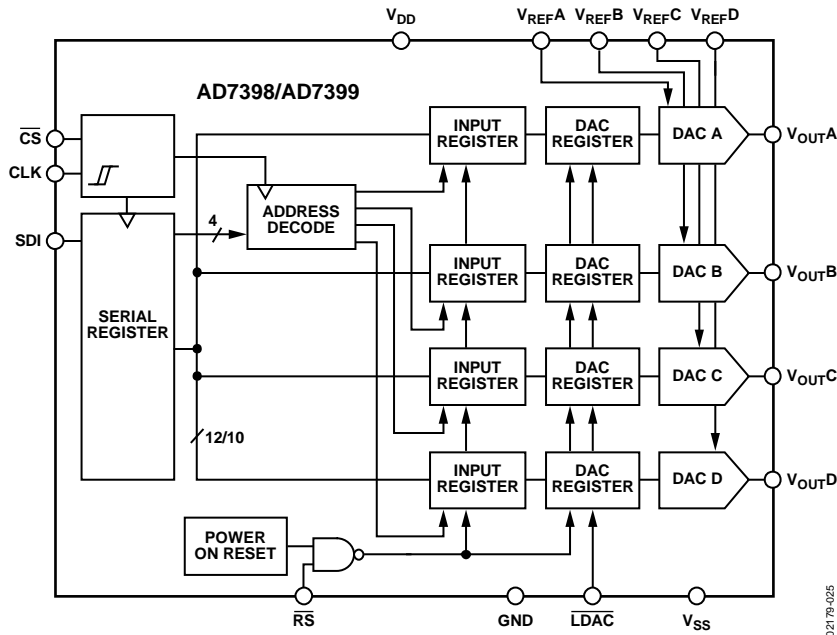 VDD
VREFA VREFB VREFC VREFD
AD7398/AD7399
CS
CLK
SDI
SERIAL
REGISTER
4
12/10
ADDRESS
DECODE
INPUT
REGISTER
DAC
REGISTER
DAC A
VOUTA
INPUT
REGISTER
DAC
REGISTER
DAC B
VOUTB
INPUT
REGISTER
DAC
REGISTER
DAC C
VOUTC
INPUT
REGISTER
DAC
REGISTER
DAC D
VOUTD
POWER
ON RESET
RS
GND
LDAC
VSS
02179-025